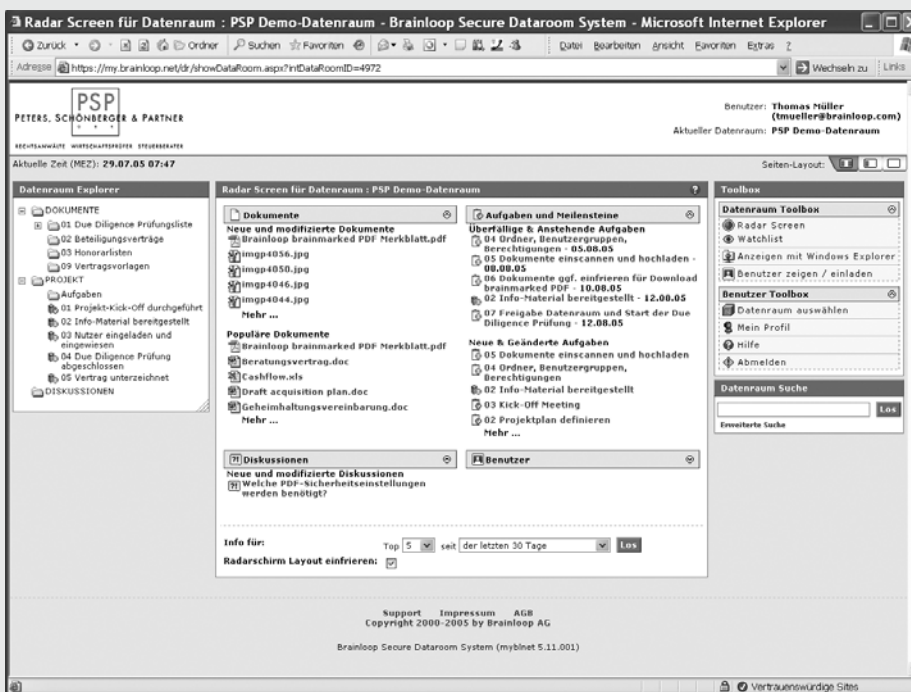 Radar Screen für Datenraum : PSP Demo-Datenraum - Brainloop Secure Dataroom System - Microsoft Internet Explorer
Zurück Ordner Suchen Favoriten Datei Bearbeiten Ansicht Favoriten Extras ?
Adresse https://my.brainloop.net/dr/showDataRoom.aspx?intDataRoomID=4972 Wechseln zu Links
PSP
PETERS, SCHÖNBERGER & PARTNER
RECHTSANWÄLTE WIRTSCHAFTSPRÜFER STEUERBERATER
Benutzer: Thomas Müller
(tmueller@brainloop.com)
Aktueller Datenraum: PSP Demo-Datenraum
Aktuelle Zeit (MEZ): 29.07.05 07:47
Seiten-Layout:
Datenraum Explorer
DOKUMENTE
01 Due Diligence Prüfungsliste
02 Beteiligungsverträge
03 Honorarlisten
09 Vertragsvorlagen
PROJEKT
Aufgaben
01 Projekt-Kick-Off durchgeführt
02 Info-Material bereitgestellt
03 Nutzer eingeladen und
eingewiesen
04 Due Diligence Prüfung
abgeschlossen
05 Vertrag unterzeichnet
DISKUSSIONEN
Radar Screen für Datenraum : PSP Demo-Datenraum ?
Dokumente
Neue und modifizierte Dokumente
Brainloop brainmarked PDF Merkblatt.pdf
imgp4056.jpg
imgp4050.jpg
imgp4046.jpg
imgp4044.jpg
Mehr ...
Populäre Dokumente
Brainloop brainmarked PDF Merkblatt.pdf
Beratungsvertrag.doc
Cashflow.xls
Draft acquisition plan.doc
Geheimhaltungsvereinbarung.doc
Mehr ...
Aufgaben und Meilensteine
Überfällige & Anstehende Aufgaben
04 Ordner, Benutzergruppen,
Berechtigungen - 05.08.05
05 Dokumente einscannen und hochladen -
08.08.05
06 Dokumente ggf. einfrieren für Download
brainmarked PDF - 10.08.05
02 Info-Material bereitgestellt - 12.08.05
07 Freigabe Datenraum und Start der Due
Diligence Prüfung - 12.08.05
Neue & Geänderte Aufgaben
05 Dokumente einscannen und hochladen
04 Ordner, Benutzergruppen,
Berechtigungen
02 Info-Material bereitgestellt
03 Kick-Off Meeting
02 Projektplan definieren
Mehr ...
Diskussionen
Neue und modifizierte Diskussionen
Welche PDF-Sicherheitseinstellungen
werden benötigt?
Benutzer
Info für: Top 5 seit der letzten 30 Tage Los
Radarschirm Layout einfrieren:
Toolbox
Datenraum Toolbox
Radar Screen
Watchlist
Anzeigen mit Windows Explorer
Benutzer zeigen / einladen
Benutzer Toolbox
Datenraum auswählen
Mein Profil
Hilfe
Abmelden
Datenraum Suche
Los
Erweiterte Suche
Support Impressum AGB
Copyright 2000-2005 by Brainloop AG
Brainloop Secure Dataroom System (myblnet 5.11.001)
Vertrauenswürdige Sites